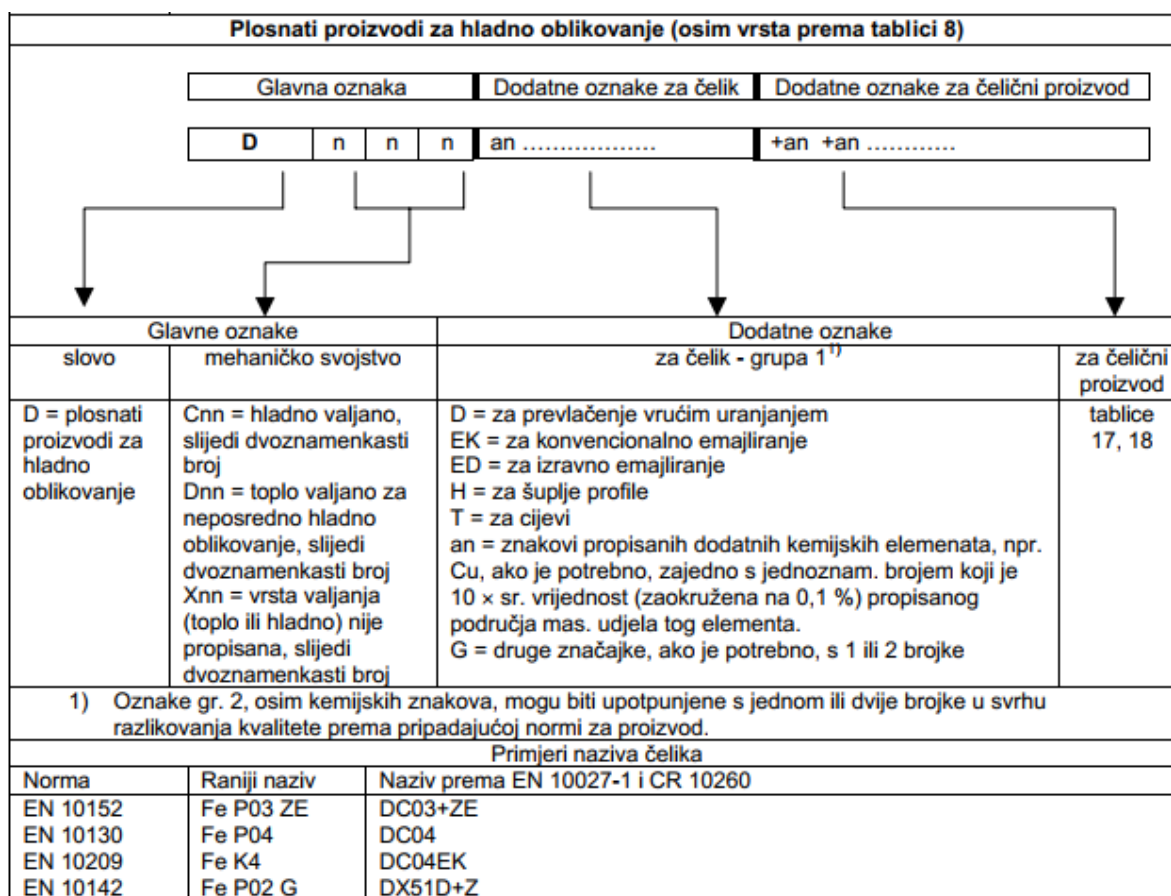 Plosnati proizvodi za hladno oblikovanje (osim vrsta prema tablici 8)
Glavna oznaka Dodatne oznake za čelik Dodatne oznake za čelični proizvod
D n n n an .................. +an +an ............
Glavne oznake Dodatne oznake
slovo mehaničko svojstvo za čelik - grupa 1¹⁾ za čelični
proizvod
D = plosnati
proizvodi za
hladno
oblikovanje
Cnn = hladno valjano,
slijedi dvoznamenkasti
broj
Dnn = toplo valjano za
neposredno hladno
oblikovanje, slijedi
dvoznamenkasti broj
Xnn = vrsta valjanja
(toplo ili hladno) nije
propisana, slijedi
dvoznamenkasti broj
D = za prevlačenje vrućim uranjanjem
EK = za konvencionalno emajliranje
ED = za izravno emajliranje
H = za šuplje profile
T = za cijevi
an = znakovi propisanih dodatnih kemijskih elemenata, npr.
Cu, ako je potrebno, zajedno s jednoznam. brojem koji je
10 × sr. vrijednost (zaokružena na 0,1 %) propisanog
područja mas. udjela tog elementa.
G = druge značajke, ako je potrebno, s 1 ili 2 brojke
tablice
17, 18
1) Oznake gr. 2, osim kemijskih znakova, mogu biti upotpunjene s jednom ili dvije brojke u svrhu
razlikovanja kvalitete prema pripadajućoj normi za proizvod.
Primjeri naziva čelika
Norma Raniji naziv Naziv prema EN 10027-1 i CR 10260
EN 10152 Fe P03 ZE DC03+ZE
EN 10130 Fe P04 DC04
EN 10209 Fe K4 DC04EK
EN 10142 Fe P02 G DX51D+Z